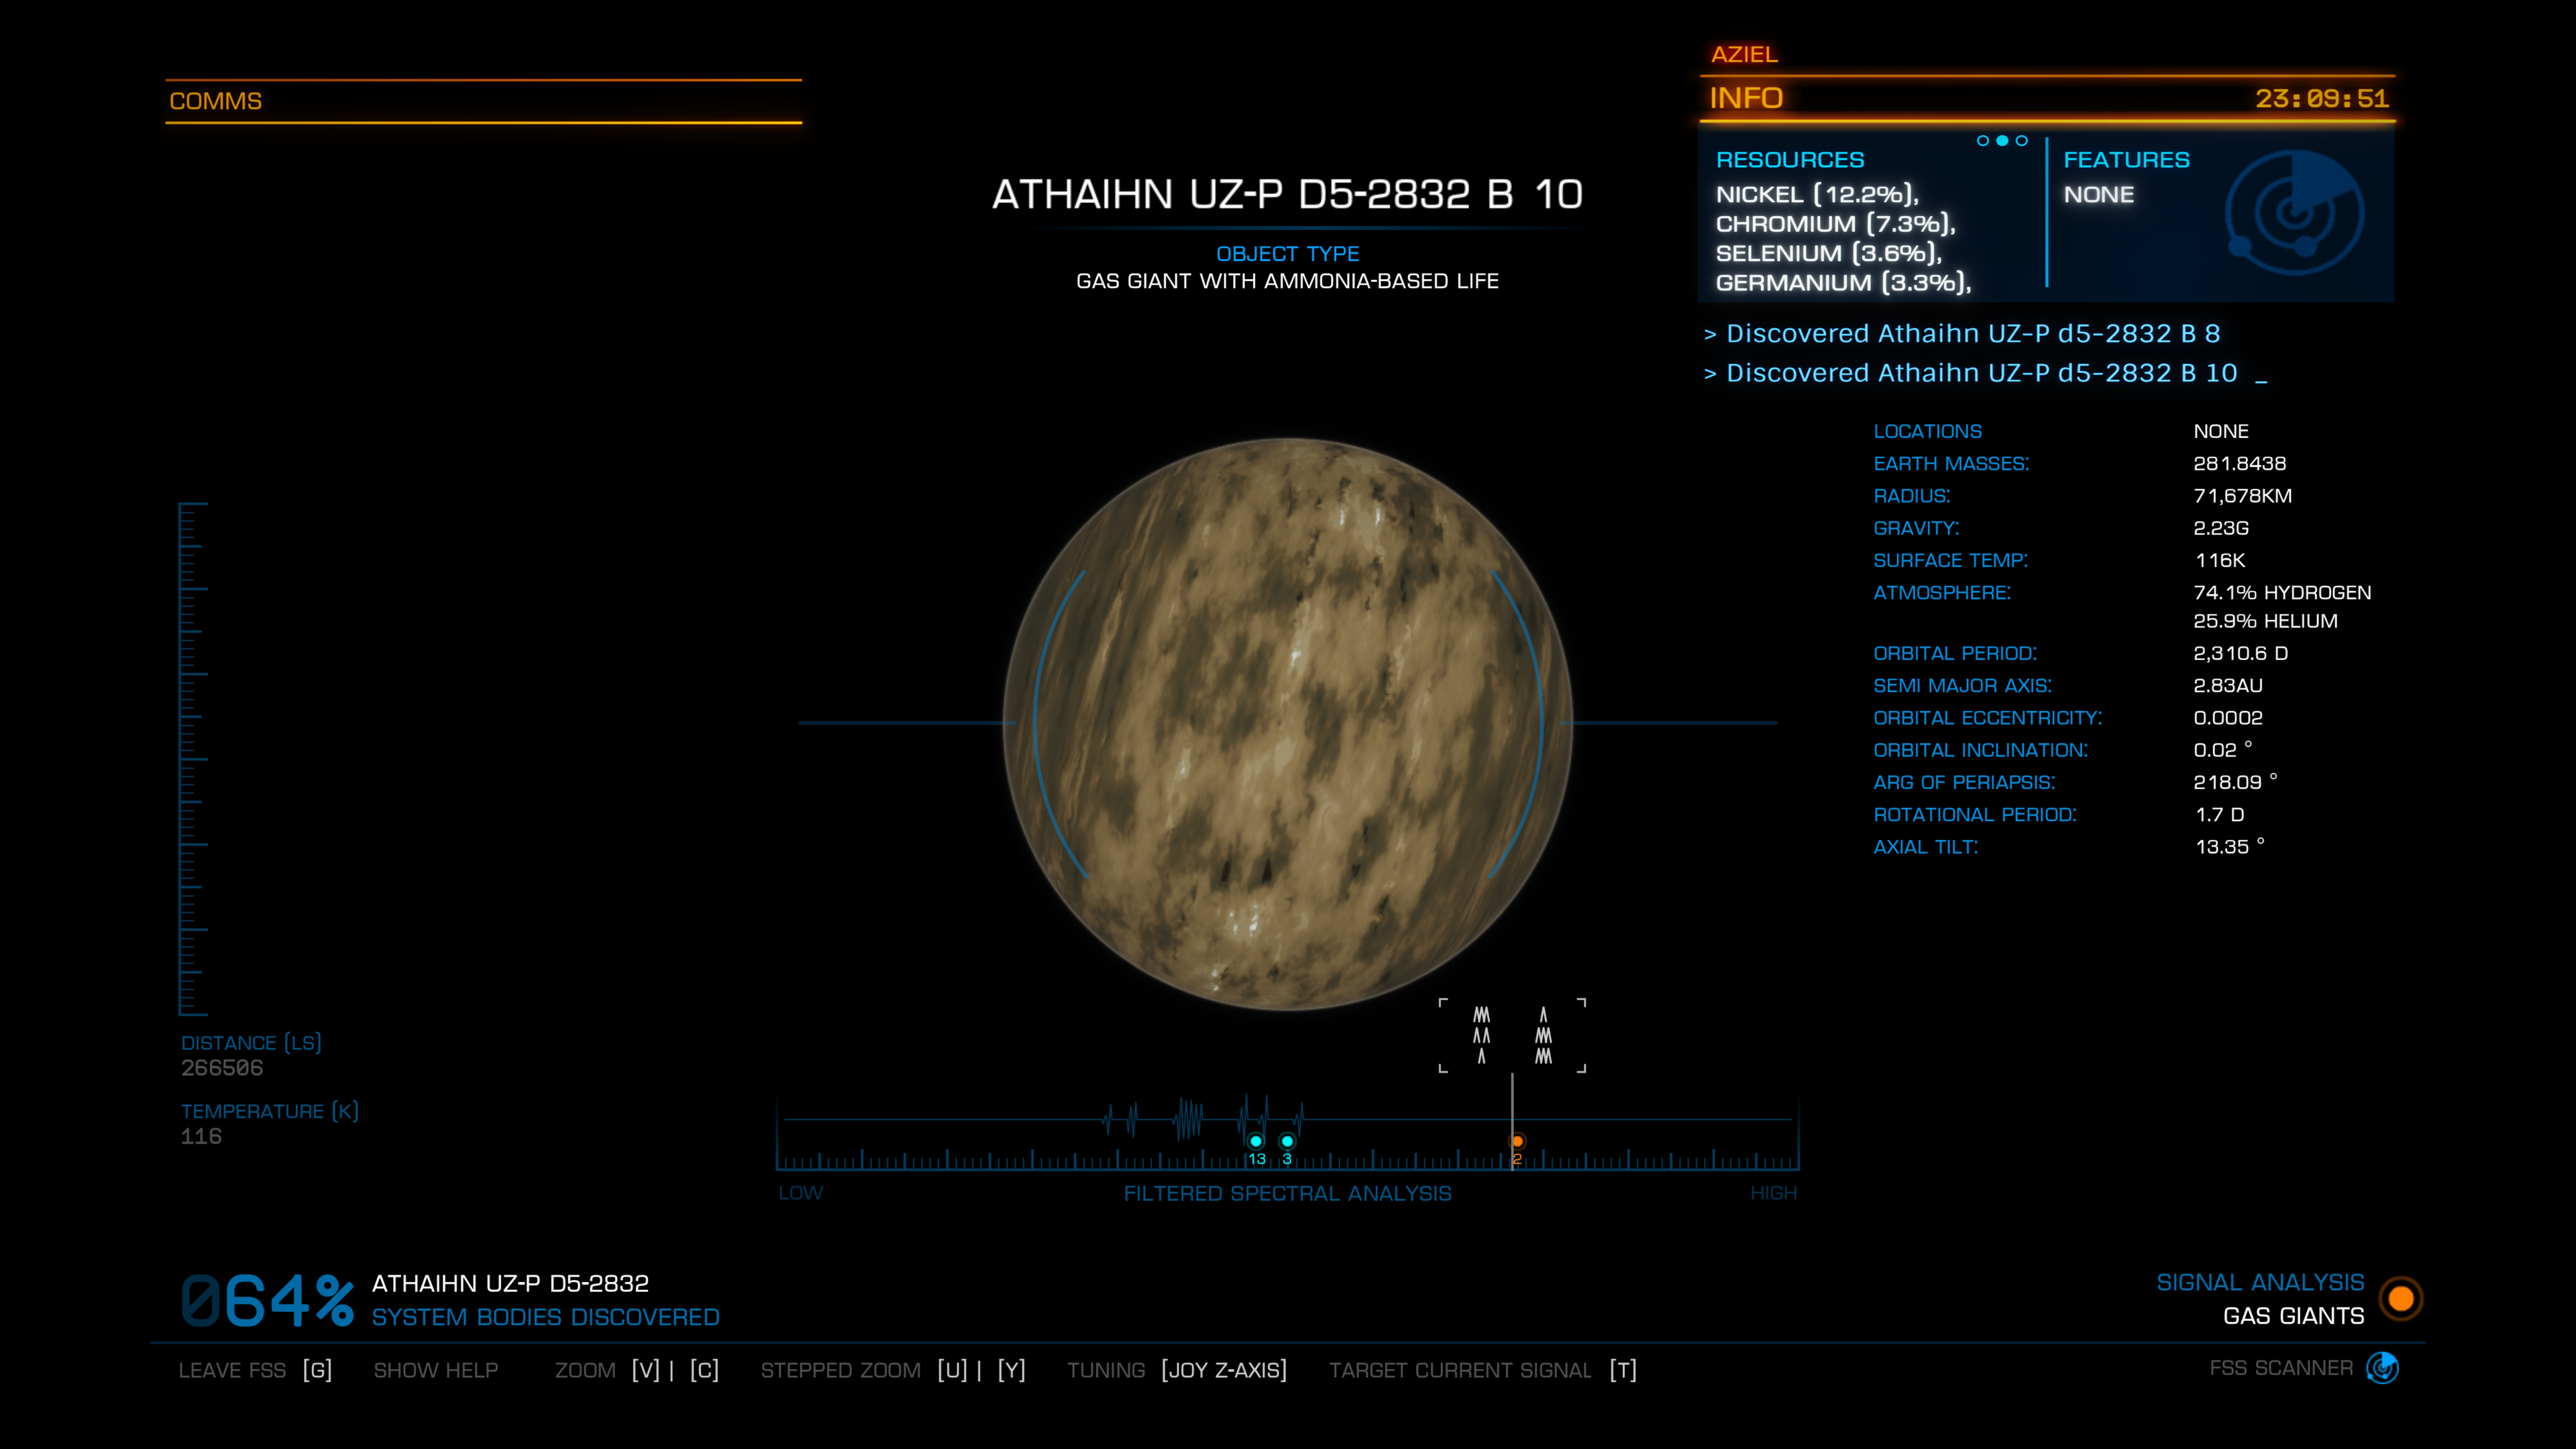 COMMS
AZIEL
INFO 23:09:51
RESOURCES
NICKEL (12.2%),
CHROMIUM (7.3%),
SELENIUM (3.6%),
GERMANIUM (3.3%),
FEATURES
NONE
ATHAIHN UZ-P D5-2832 B 10
OBJECT TYPE
GAS GIANT WITH AMMONIA-BASED LIFE
> Discovered Athaihn UZ-P d5-2832 B 8
> Discovered Athaihn UZ-P d5-2832 B 10 _
LOCATIONS NONE
EARTH MASSES: 281.8438
RADIUS: 71,678KM
GRAVITY: 2.23G
SURFACE TEMP: 116K
ATMOSPHERE: 74.1% HYDROGEN
25.9% HELIUM
ORBITAL PERIOD: 2,310.6 D
SEMI MAJOR AXIS: 2.83AU
ORBITAL ECCENTRICITY: 0.0002
ORBITAL INCLINATION: 0.02 °
ARG OF PERIAPSIS: 218.09 °
ROTATIONAL PERIOD: 1.7 D
AXIAL TILT: 13.35 °
DISTANCE (LS)
266506
TEMPERATURE (K)
116
13 3 2
LOW FILTERED SPECTRAL ANALYSIS HIGH
064% ATHAIHN UZ-P D5-2832
SYSTEM BODIES DISCOVERED
SIGNAL ANALYSIS
GAS GIANTS
LEAVE FSS [G] SHOW HELP ZOOM [V] | [C] STEPPED ZOOM [U] | [Y] TUNING [JOY Z-AXIS] TARGET CURRENT SIGNAL [T] FSS SCANNER